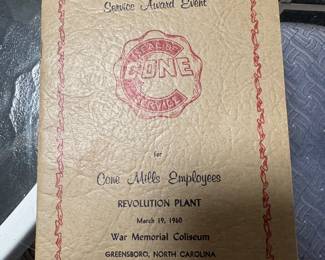 Service Award Event
CONE
SERVICE
for
Cone Mills Employees
REVOLUTION PLANT
March 19, 1960
War Memorial Coliseum
GREENSBORO, NORTH CAROLINA